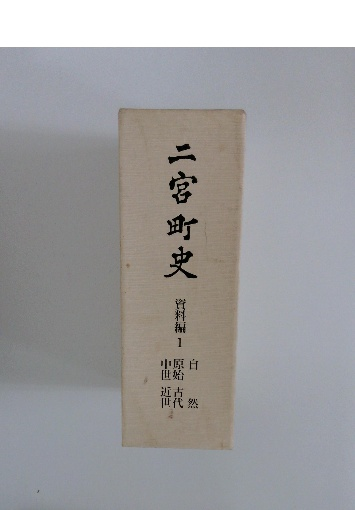 二宮町史
資料編1
自然
原始 古代
中世 近世